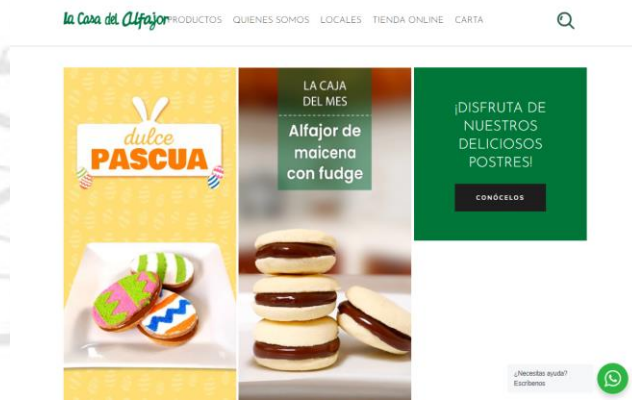 La Casa del Alfajor
PRODUCTOS QUIENES SOMOS LOCALES TIENDA ONLINE CARTA
dulce
PASCUA
LA CAJA
DEL MES
Alfajor de
maicena
con fudge
¡DISFRUTA DE
NUESTROS
DELICIOSOS
POSTRES!
CONÓCELOS
¿Necesitas ayuda?
Escríbenos